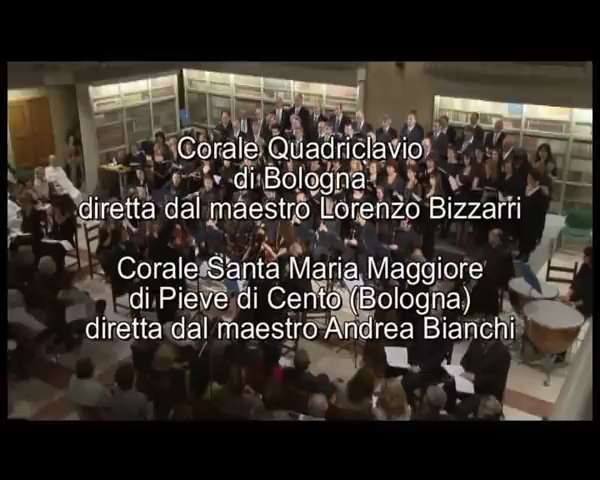 Corale Quadriclavio
di Bologna
diretta dal maestro Lorenzo Bizzarri
Corale Santa Maria Maggiore
di Pieve di Cento (Bologna)
diretta dal maestro Andrea Bianchi